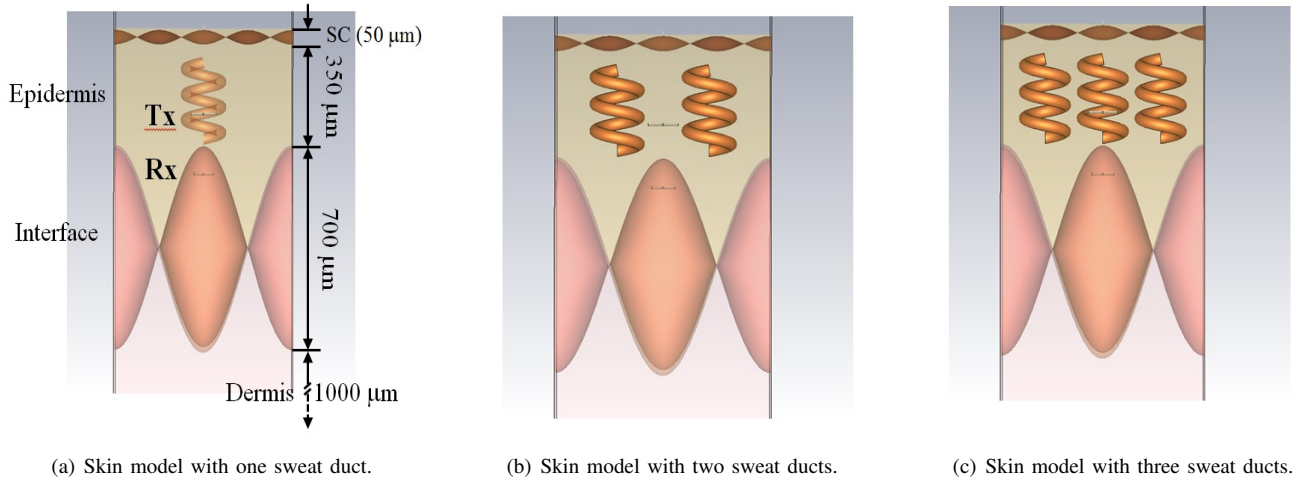 SC (50 μm)
350 μm
Epidermis
Tx
Rx
700 μm
Interface
Dermis
1000 μm
(a) Skin model with one sweat duct.
(b) Skin model with two sweat ducts.
(c) Skin model with three sweat ducts.